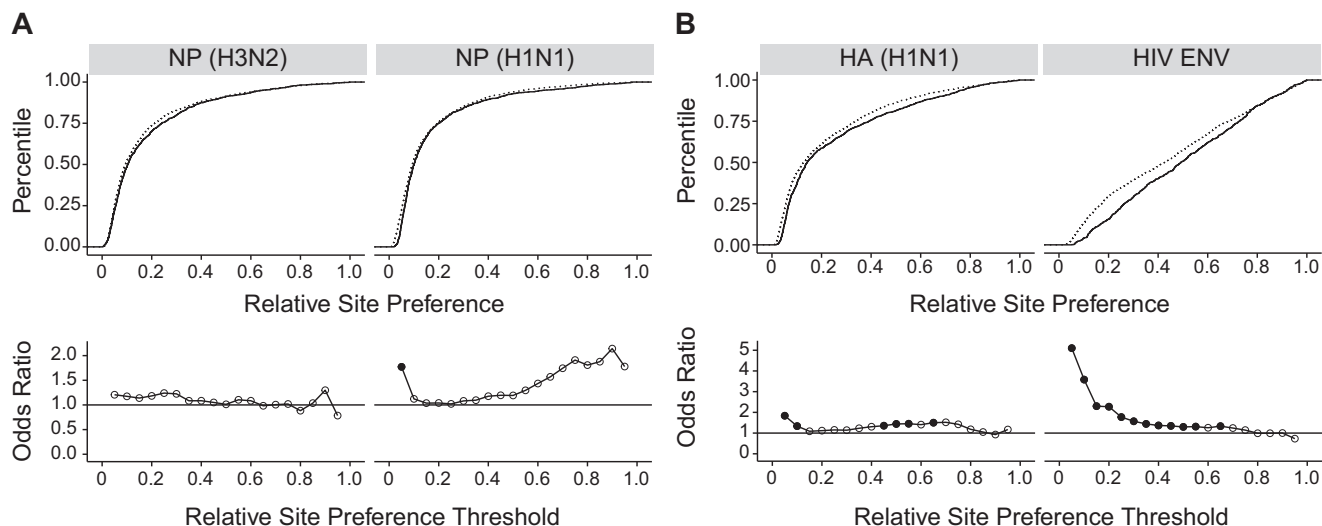 A
NP (H3N2)
NP (H1N1)
Percentile
1.00
0.75
0.50
0.25
0.00
0 0.2 0.4 0.6 0.8 1.0
0 0.2 0.4 0.6 0.8 1.0
Relative Site Preference
Odds Ratio
2.0
1.5
1.0
0.5
0.0
0 0.2 0.4 0.6 0.8 1.0
0 0.2 0.4 0.6 0.8 1.0
Relative Site Preference Threshold
B
HA (H1N1)
HIV ENV
Percentile
1.00
0.75
0.50
0.25
0.00
0 0.2 0.4 0.6 0.8 1.0
0 0.2 0.4 0.6 0.8 1.0
Relative Site Preference
Odds Ratio
5
4
3
2
1
0
0 0.2 0.4 0.6 0.8 1.0
0 0.2 0.4 0.6 0.8 1.0
Relative Site Preference Threshold